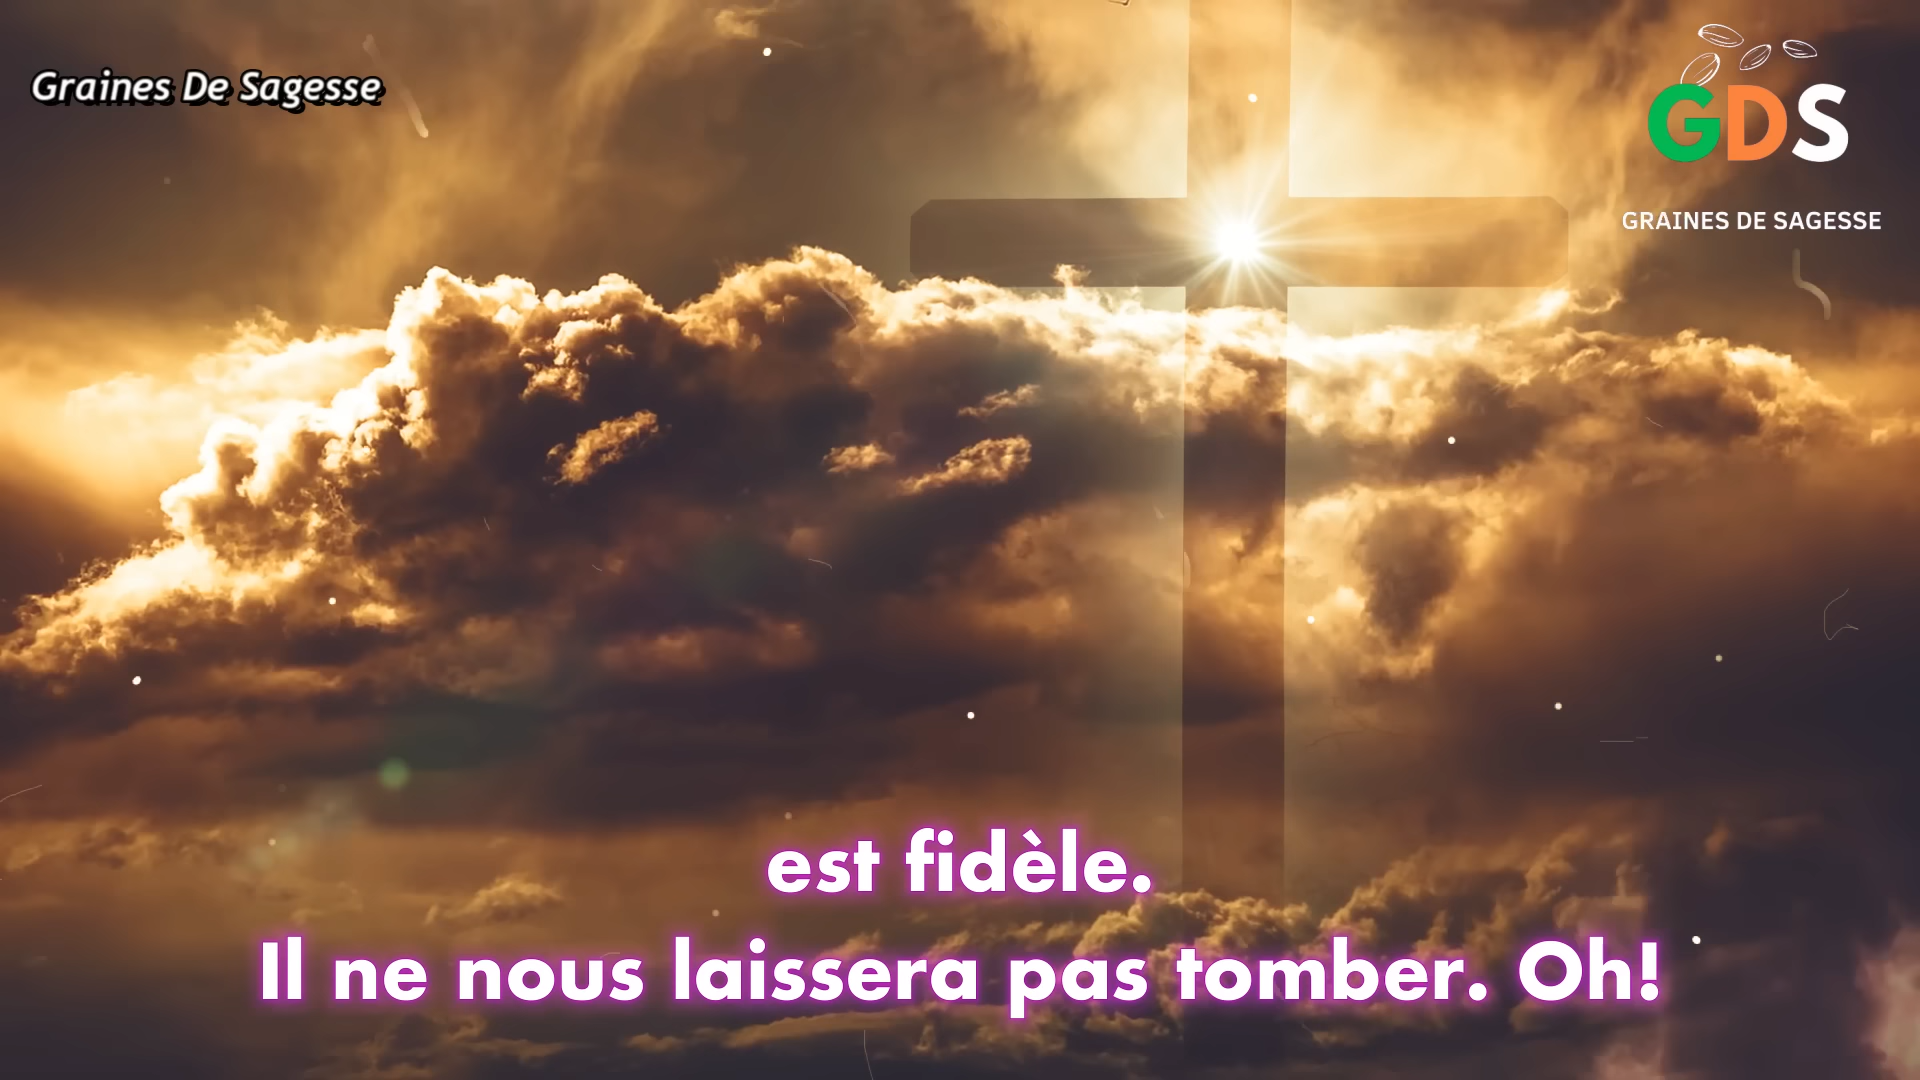 Graines De Sagesse
GDS
GRAINES DE SAGESSE
est fidèle.
Il ne nous laissera pas tomber. Oh!